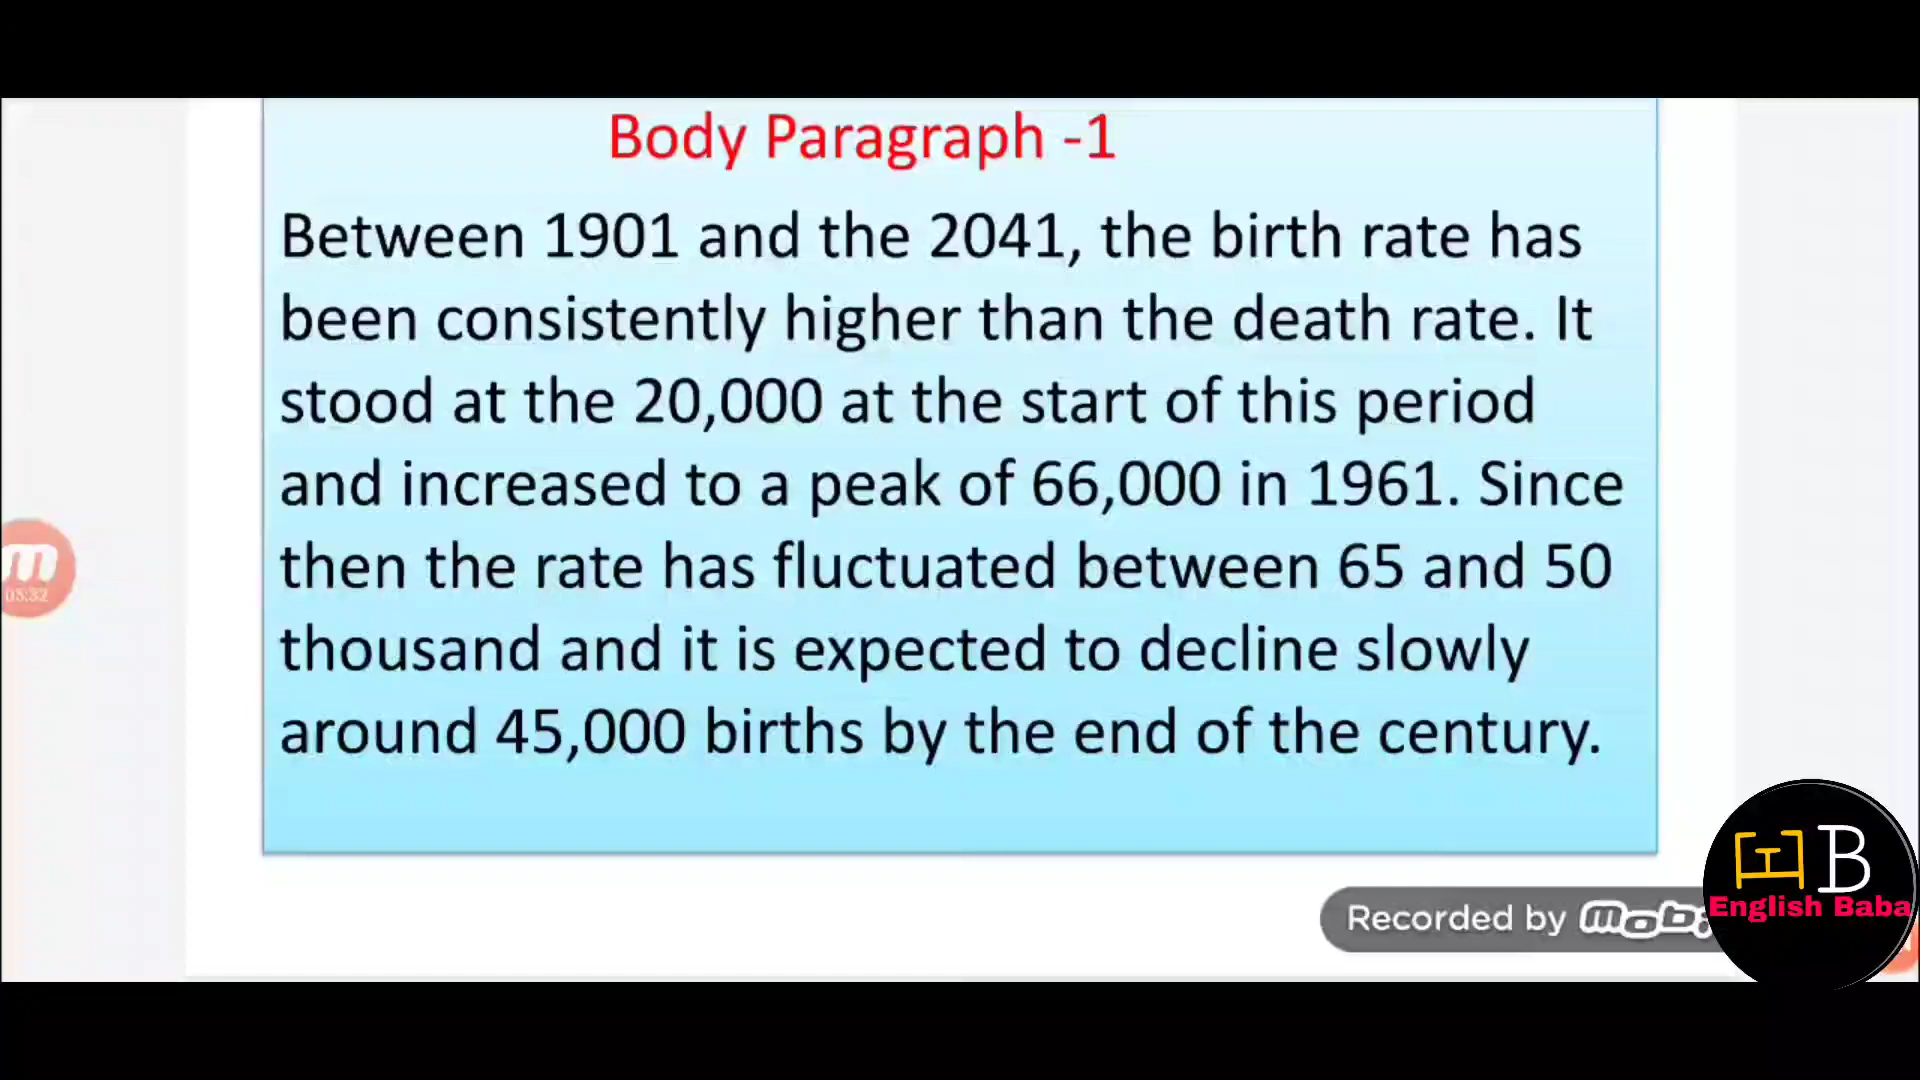 Body Paragraph -1
Between 1901 and the 2041, the birth rate has
been consistently higher than the death rate. It
stood at the 20,000 at the start of this period
and increased to a peak of 66,000 in 1961. Since
then the rate has fluctuated between 65 and 50
thousand and it is expected to decline slowly
around 45,000 births by the end of the century.
m
05:32
B
English Baba
Recorded by